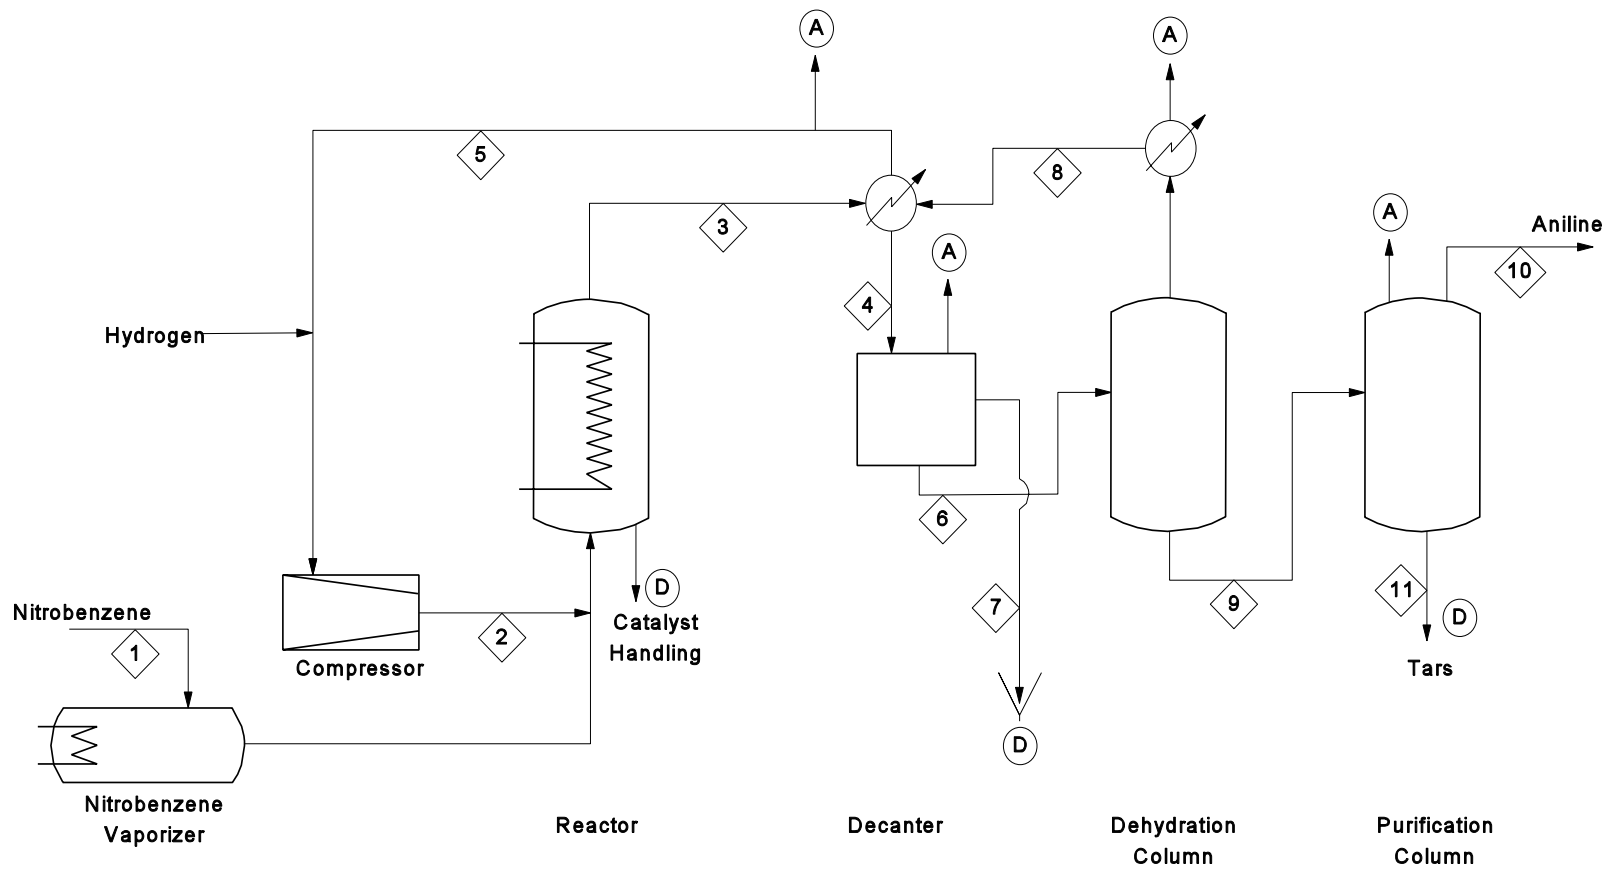 A
A
5
8
3
A
Aniline
10
A
4
Hydrogen
6
D
7
9
11
D
Nitrobenzene
1
2
Catalyst
Handling
Compressor
Tars
D
Nitrobenzene
Vaporizer
Reactor
Decanter
Dehydration
Column
Purification
Column